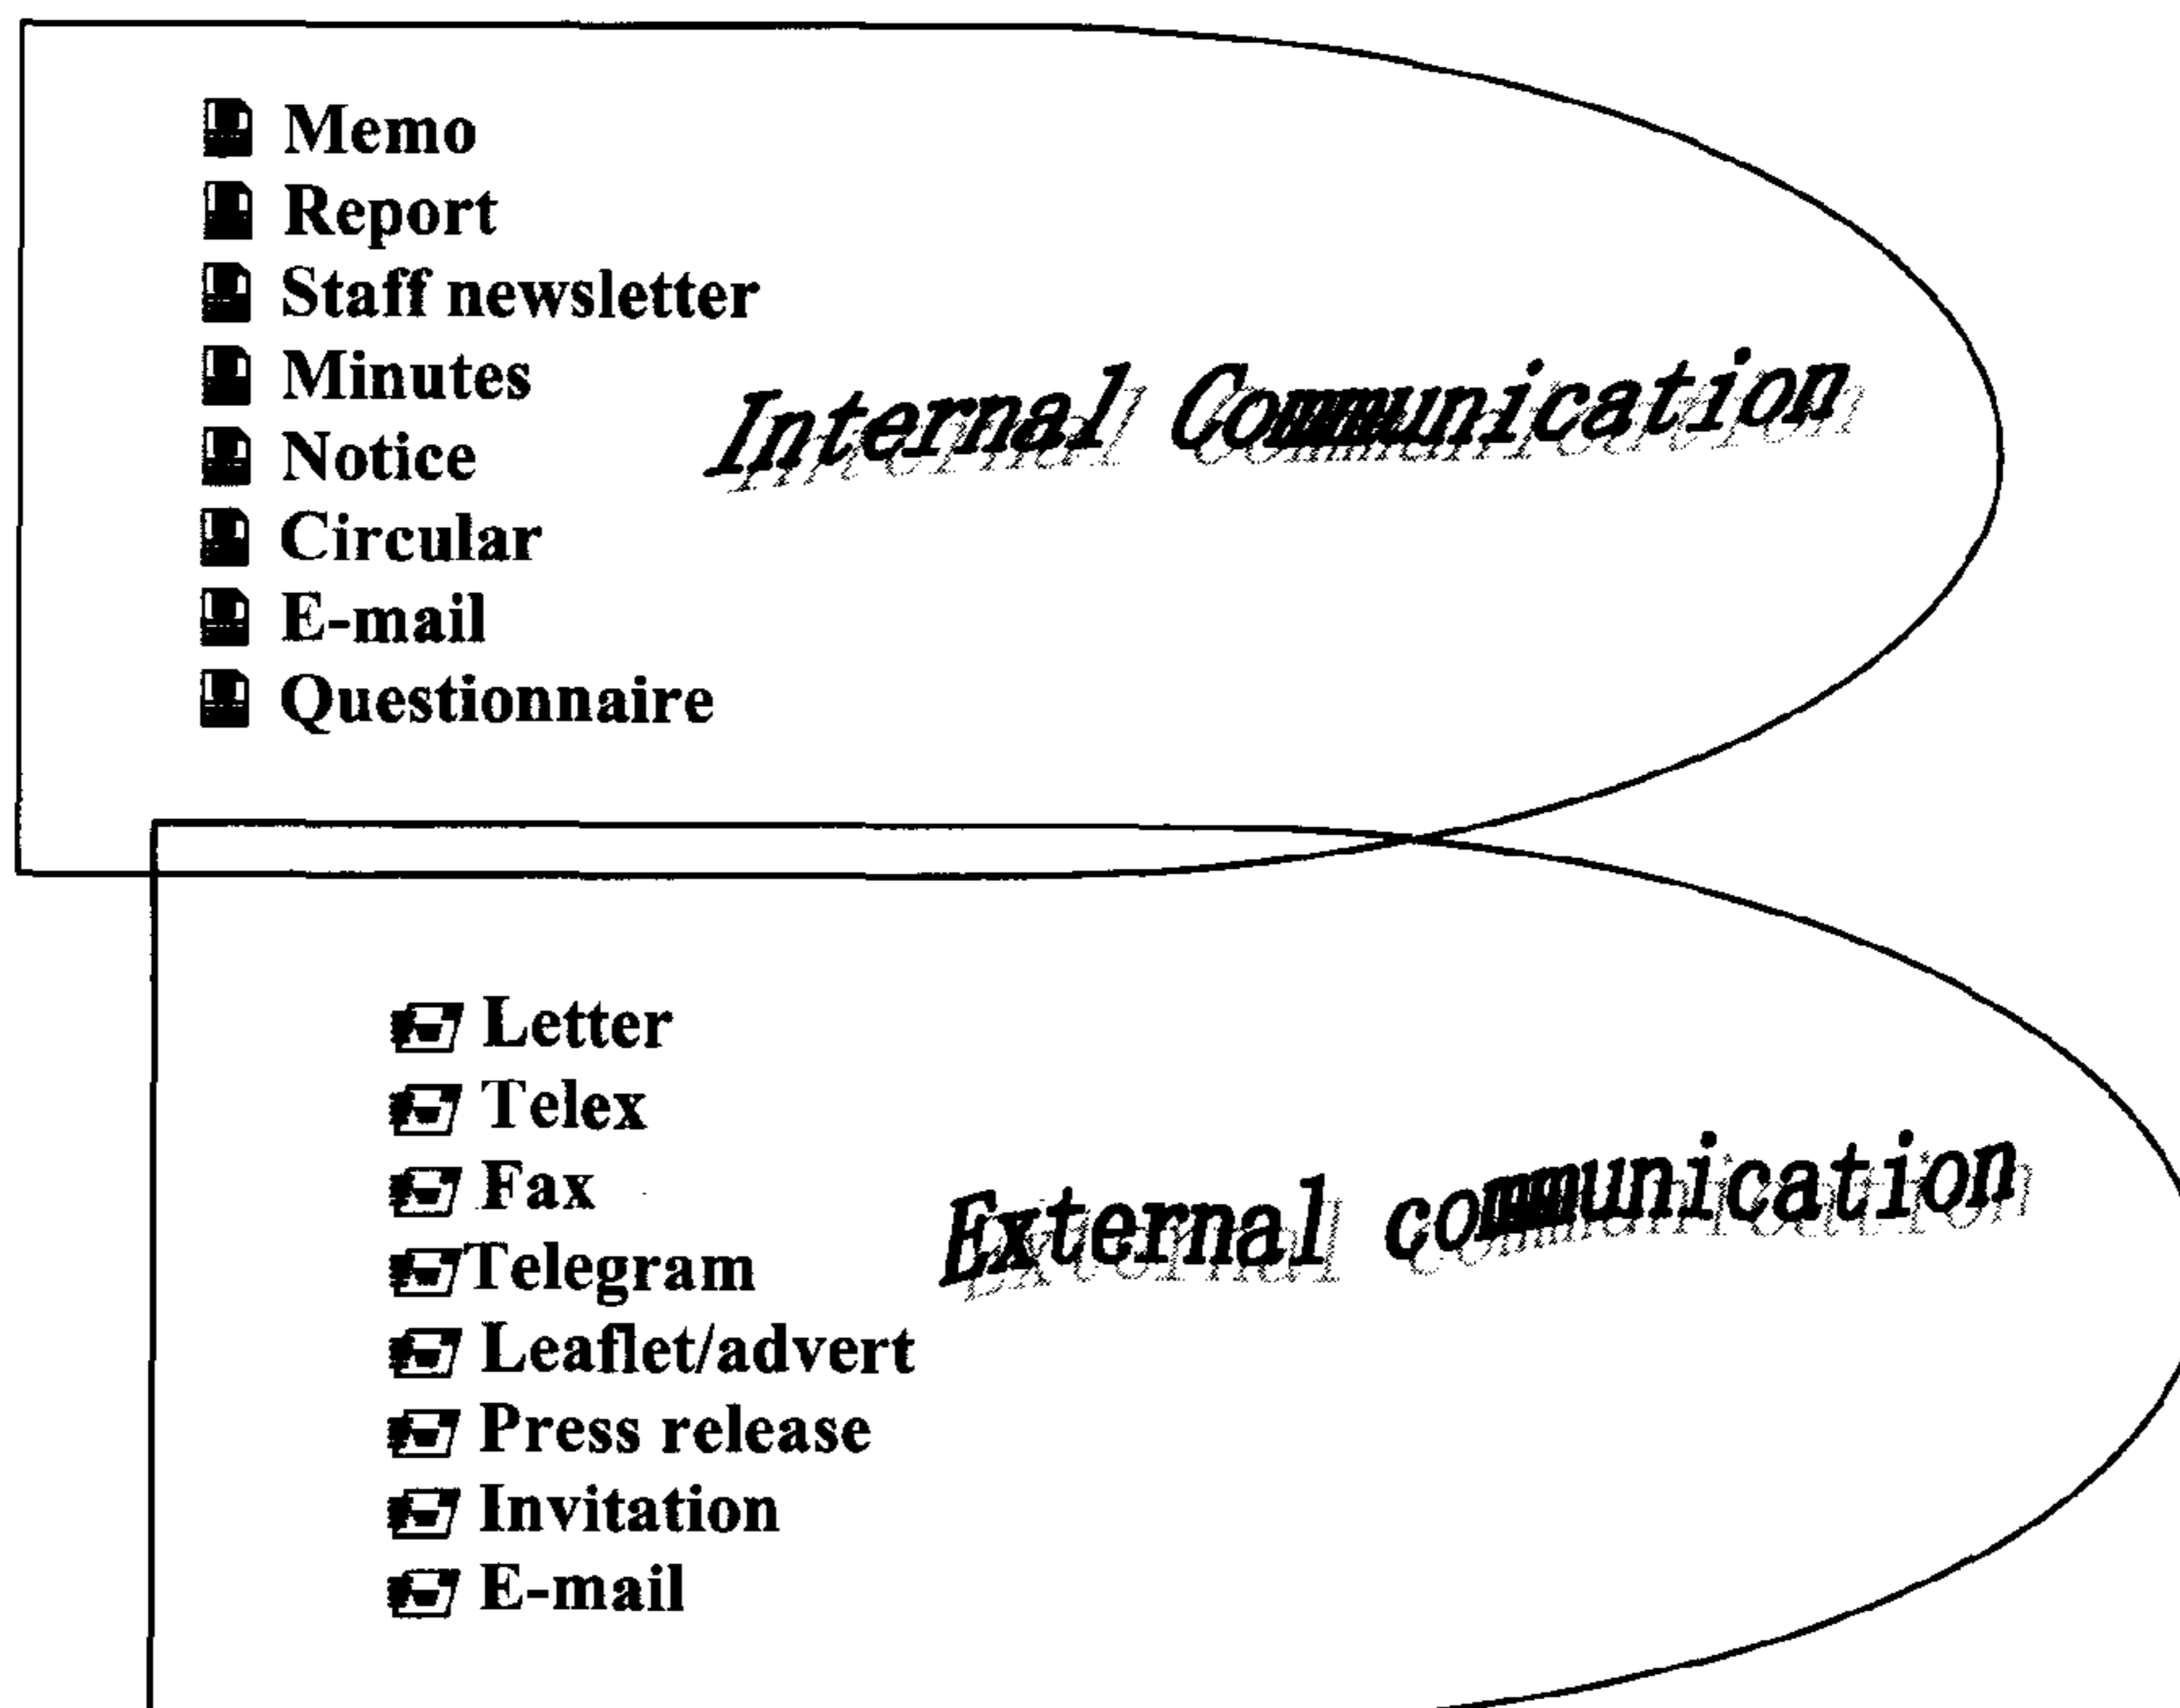 Memo
Report
Staff newsletter
Minutes
Notice
Circular
E-mail
Questionnaire
Internal Communication
Letter
Telex
Fax
Telegram
Leaflet/advert
Press release
Invitation
E-mail
External communication